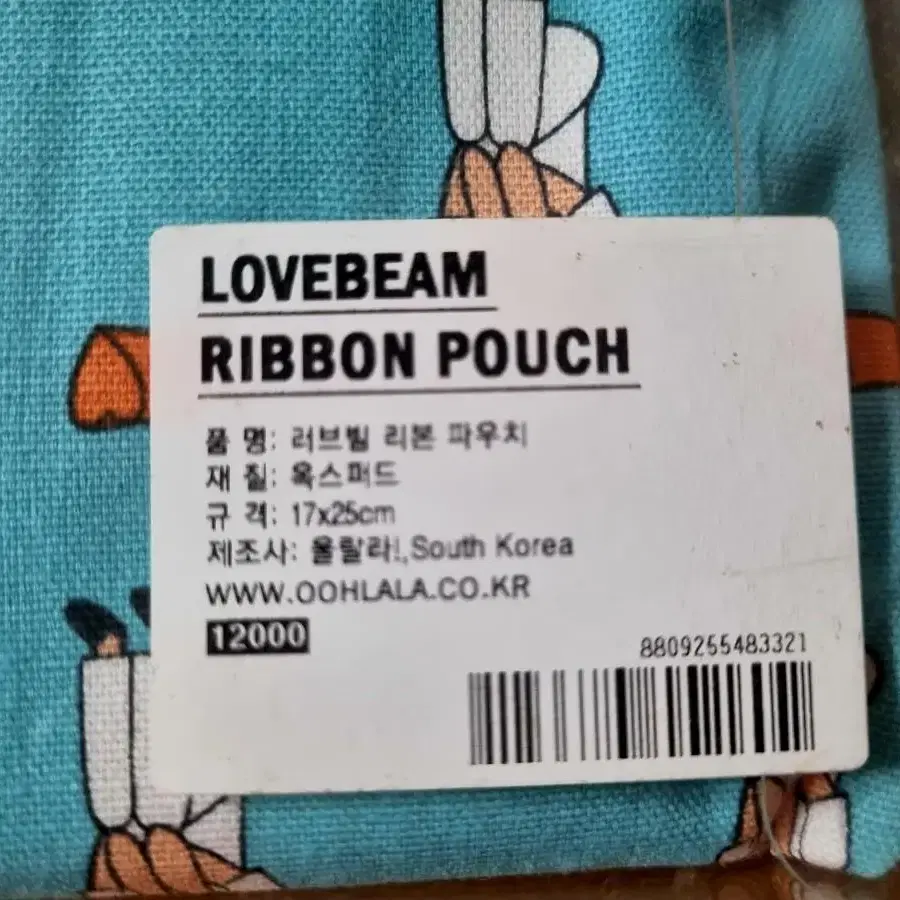 LOVEBEAM
RIBBON POUCH
품 명: 러브빔 리본 파우치
재 질: 옥스퍼드
규 격: 17x25cm
제조사: 울랄라!,South Korea
WWW.OOHLALA.CO.KR
12000
8809255483321